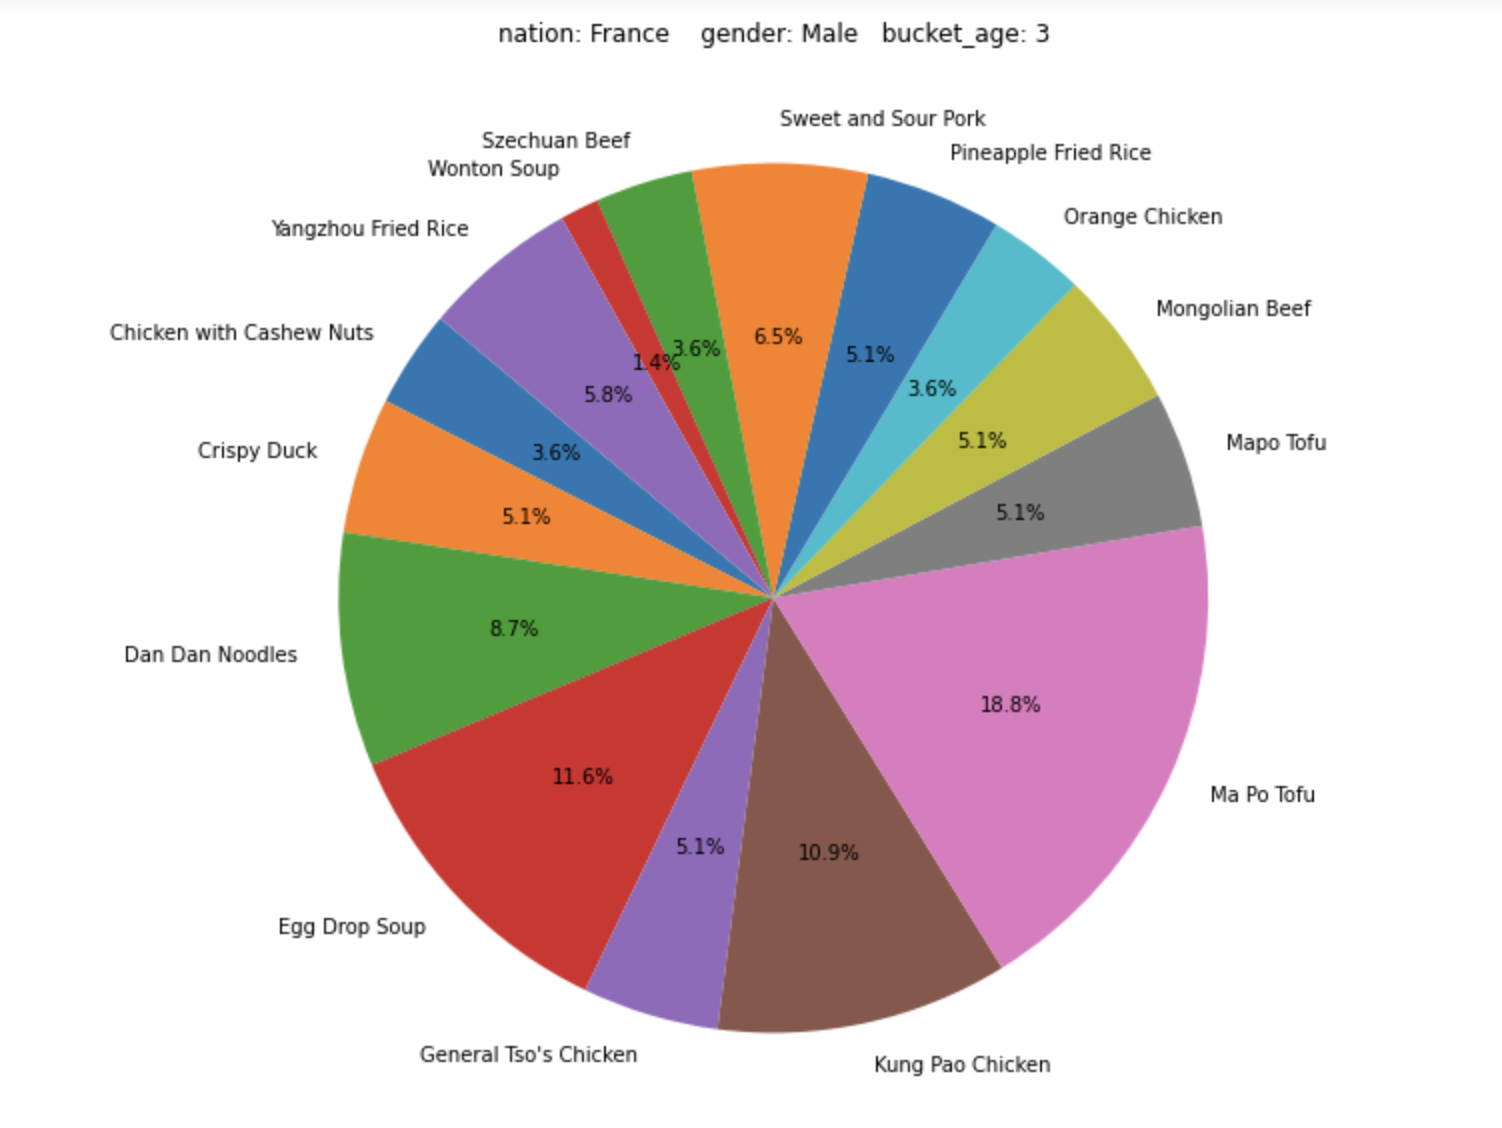 nation: France    gender: Male   bucket_age: 3
Sweet and Sour Pork
Szechuan Beef
Pineapple Fried Rice
Wonton Soup
Orange Chicken
Yangzhou Fried Rice
Mongolian Beef
Chicken with Cashew Nuts
6.5%
3.6%
5.1%
1.4%
3.6%
5.8%
5.1%
Mapo Tofu
Crispy Duck
3.6%
5.1%
5.1%
8.7%
Dan Dan Noodles
18.8%
11.6%
Ma Po Tofu
5.1%
10.9%
Egg Drop Soup
General Tso's Chicken
Kung Pao Chicken